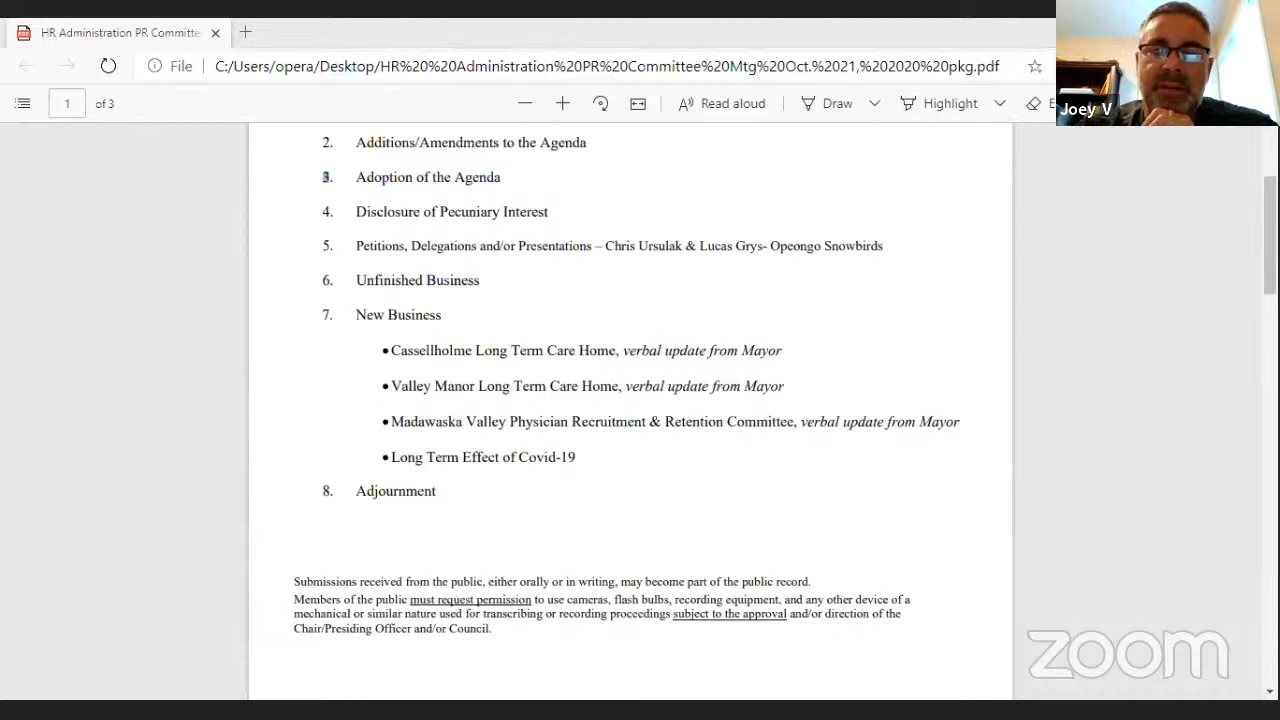 HR Administration PR Committe
File
C:/Users/opera/Desktop/HR%20%20Administration%20PR%20Committee%20Mtg%20Oct.%2021,%202020%20pkg.pdf
Joey V
1 of 3
Read aloud
Draw
Highlight
2. Additions/Amendments to the Agenda
3. Adoption of the Agenda
4. Disclosure of Pecuniary Interest
5. Petitions, Delegations and/or Presentations – Chris Ursulak & Lucas Grys- Opeongo Snowbirds
6. Unfinished Business
7. New Business
• Cassellholme Long Term Care Home, verbal update from Mayor
• Valley Manor Long Term Care Home, verbal update from Mayor
• Madawaska Valley Physician Recruitment & Retention Committee, verbal update from Mayor
• Long Term Effect of Covid-19
8. Adjournment
Submissions received from the public, either orally or in writing, may become part of the public record.
Members of the public must request permission to use cameras, flash bulbs, recording equipment, and any other device of a
mechanical or similar nature used for transcribing or recording proceedings subject to the approval and/or direction of the
Chair/Presiding Officer and/or Council.
zoom